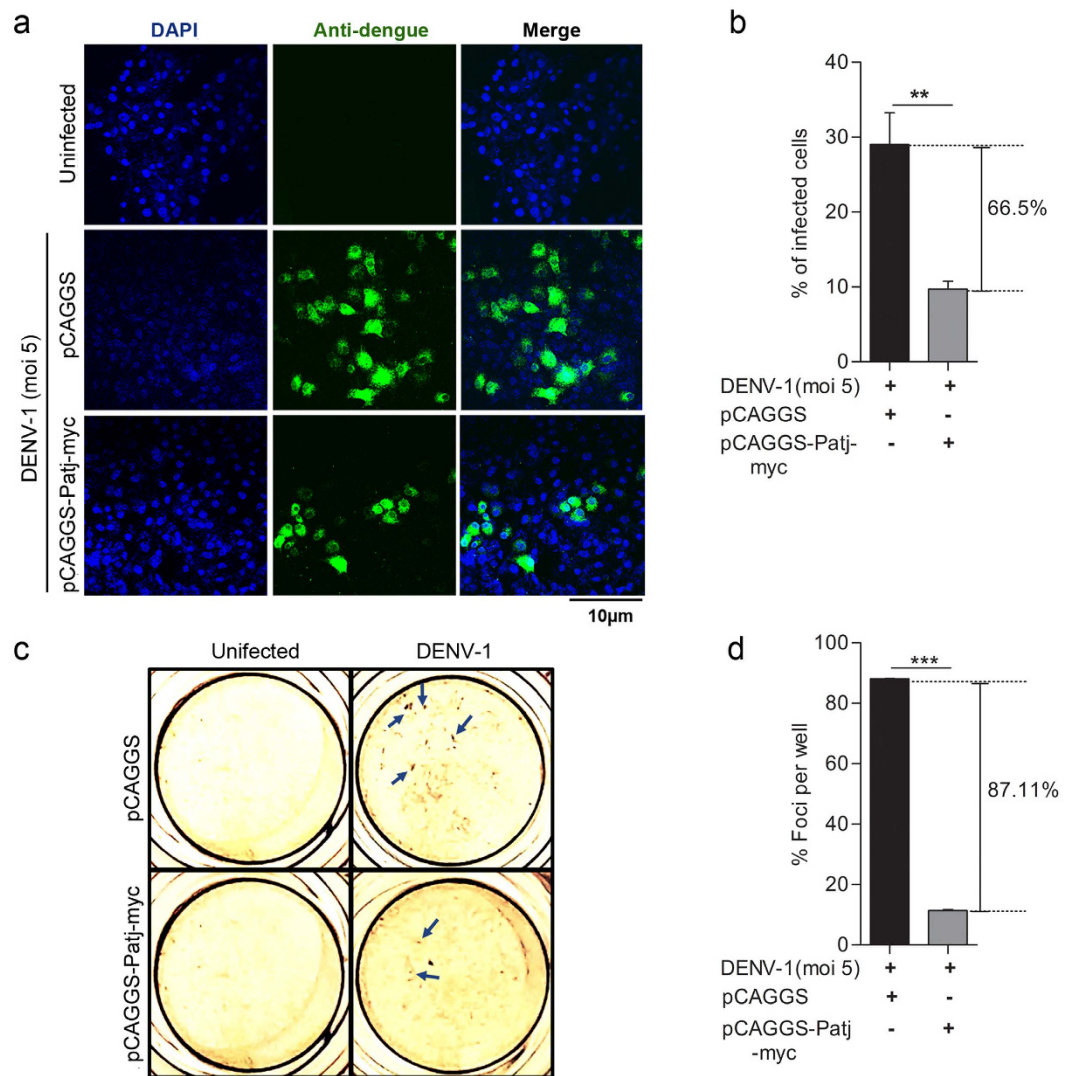 a
DAPI Anti-dengue Merge
Uninfected
DENV-1 (moi 5)
pCAGGS
pCAGGS-Patj-myc
10µm
b
% of infected cells
40
30
20
10
0
**
66.5%
DENV-1(moi 5) + +
pCAGGS + -
pCAGGS-Patj- - +
myc
c
Unifected DENV-1
pCAGGS
pCAGGS-Patj-myc
d
% Foci per well
100
80
60
40
20
0
***
87.11%
DENV-1(moi 5) + +
pCAGGS + -
pCAGGS-Patj - +
-myc